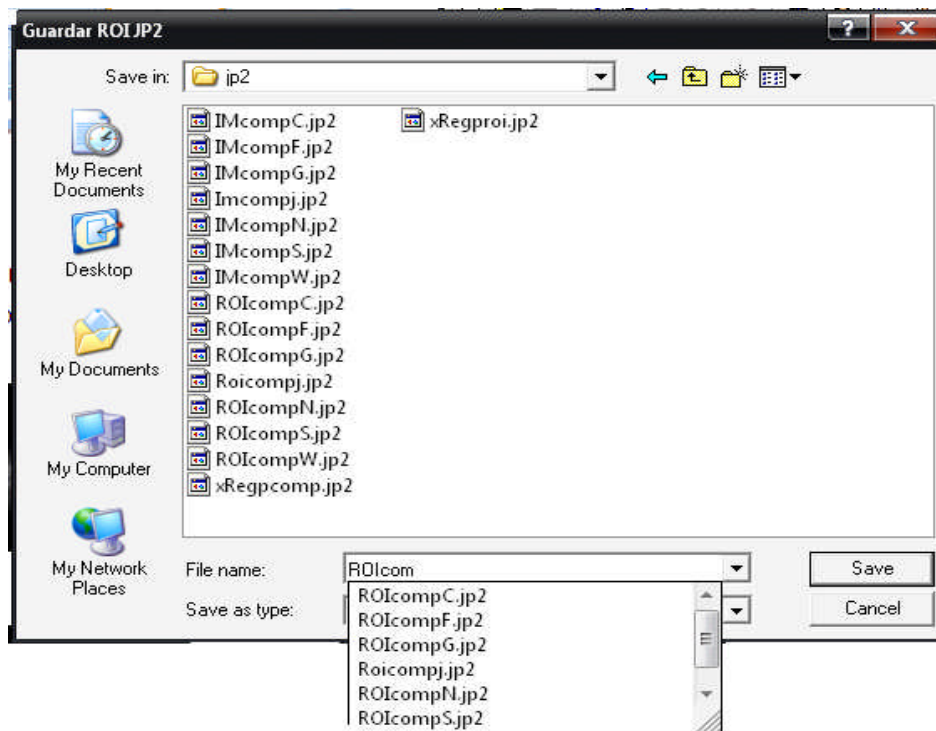 Guardar ROI JP2
Save in:
jp2
My Recent
Documents
Desktop
My Documents
My Computer
My Network
Places
IMcompC.jp2
IMcompF.jp2
IMcompG.jp2
Imcompj.jp2
IMcompN.jp2
IMcompS.jp2
IMcompW.jp2
ROIcompC.jp2
ROIcompF.jp2
ROIcompG.jp2
Roicompj.jp2
ROIcompN.jp2
ROIcompS.jp2
ROIcompW.jp2
xRegpcomp.jp2
xRegproi.jp2
File name:
ROIcom
Save
Save as type:
Cancel
ROIcompC.jp2
ROIcompF.jp2
ROIcompG.jp2
Roicompj.jp2
ROIcompN.jp2
ROIcompS.jp2